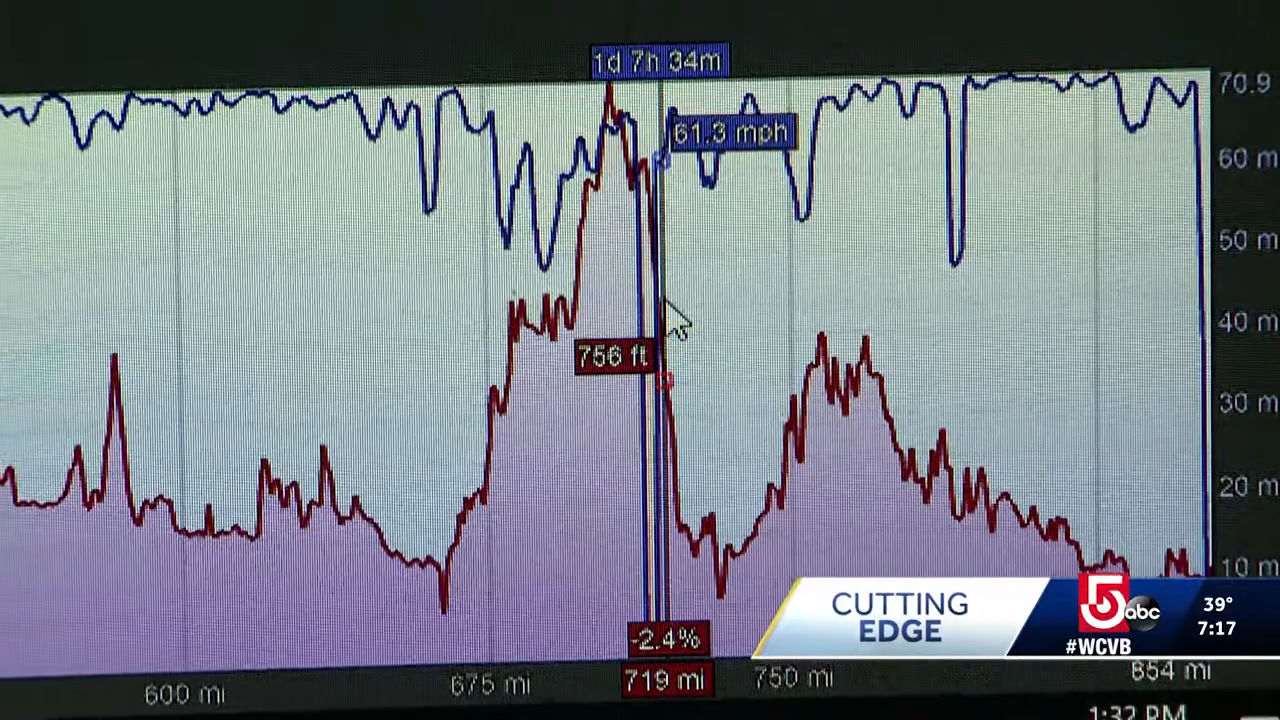 1d 7h 34m
70.9
61.3 mph
60 m
50 m
40 m
756 ft
30 m
20 m
10 m
CUTTING
EDGE
5 abc
#WCVB
39°
7:17
-2.4%
600 mi
675 mi
719 mi
750 mi
854 mi
1:32 PM